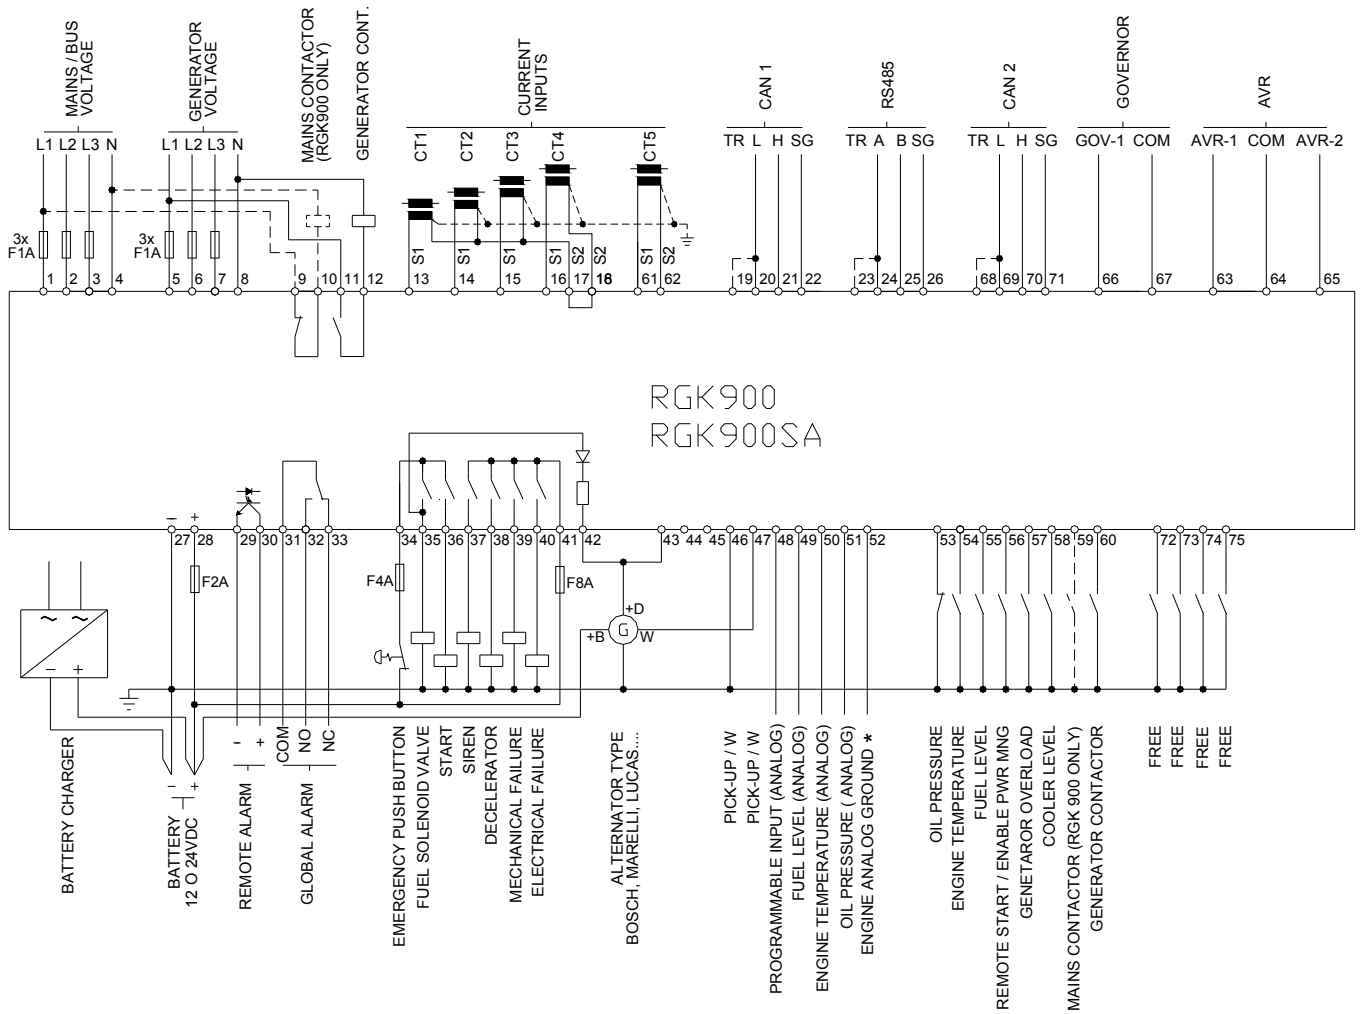 MAINS / BUS
VOLTAGE
GENERATOR
VOLTAGE
MAINS CONTACTOR
(RGK900 ONLY)
GENERATOR CONT.
CURRENT
INPUTS
CAN 1
RS485
CAN 2
GOVERNOR
AVR
L1 L2 L3 N
L1 L2 L3 N
CT1
CT2
CT3
CT4
CT5
TR L H SG
TR A B SG
TR L H SG
GOV-1 COM
AVR-1 COM AVR-2
3x
F1A
3x
F1A
S1
S1
S1
S1
S2
S2
S1
S2
1 2 3 4 5 6 7 8 9 10 11 12 13 14 15 16 17 18 61 62 19 20 21 22 23 24 25 26 68 69 70 71 66 67 63 64 65
RGK900
RGK900SA
– +
27 28 29 30 31 32 33 34 35 36 37 38 39 40 41 42 43 44 45 46 47 48 49 50 51 52 53 54 55 56 57 58 59 60 72 73 74 75
F2A
F4A
F8A
~ ~
– +
+D
+B G W
BATTERY CHARGER
– +
BATTERY
12 O 24VDC
– +
REMOTE ALARM
COM
NO
NC
GLOBAL ALARM
EMERGENCY PUSH BUTTON
FUEL SOLENOID VALVE
START
SIREN
DECELERATOR
MECHANICAL FAILURE
ELECTRICAL FAILURE
ALTERNATOR TYPE
BOSCH, MARELLI, LUCAS....
PICK-UP / W
PICK-UP / W
PROGRAMMABLE INPUT (ANALOG)
FUEL LEVEL (ANALOG)
ENGINE TEMPERATURE (ANALOG)
OIL PRESSURE ( ANALOG)
ENGINE ANALOG GROUND *
OIL PRESSURE
ENGINE TEMPERATURE
FUEL LEVEL
REMOTE START / ENABLE PWR MNG
GENETAROR OVERLOAD
COOLER LEVEL
MAINS CONTACTOR (RGK 900 ONLY)
GENERATOR CONTACTOR
FREE
FREE
FREE
FREE